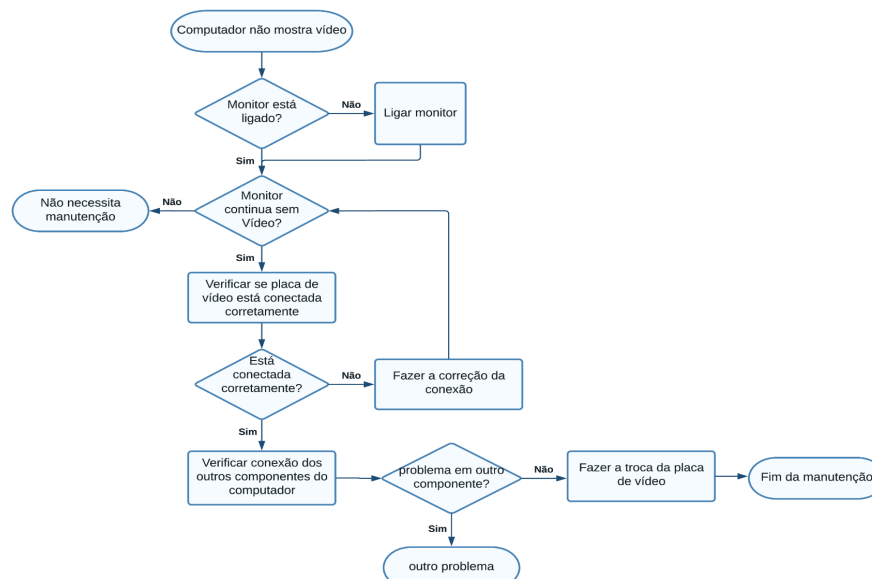 Computador não mostra vídeo
Monitor está
ligado?
Não
Ligar monitor
Sim
Monitor
continua sem
Vídeo?
Não
Não necessita
manutenção
Sim
Verificar se placa de
vídeo está conectada
corretamente
Está
conectada
corretamente?
Não
Fazer a correção da
conexão
Sim
Verificar conexão dos
outros componentes do
computador
problema em outro
componente?
Não
Fazer a troca da placa
de vídeo
Fim da manutenção
Sim
outro problema